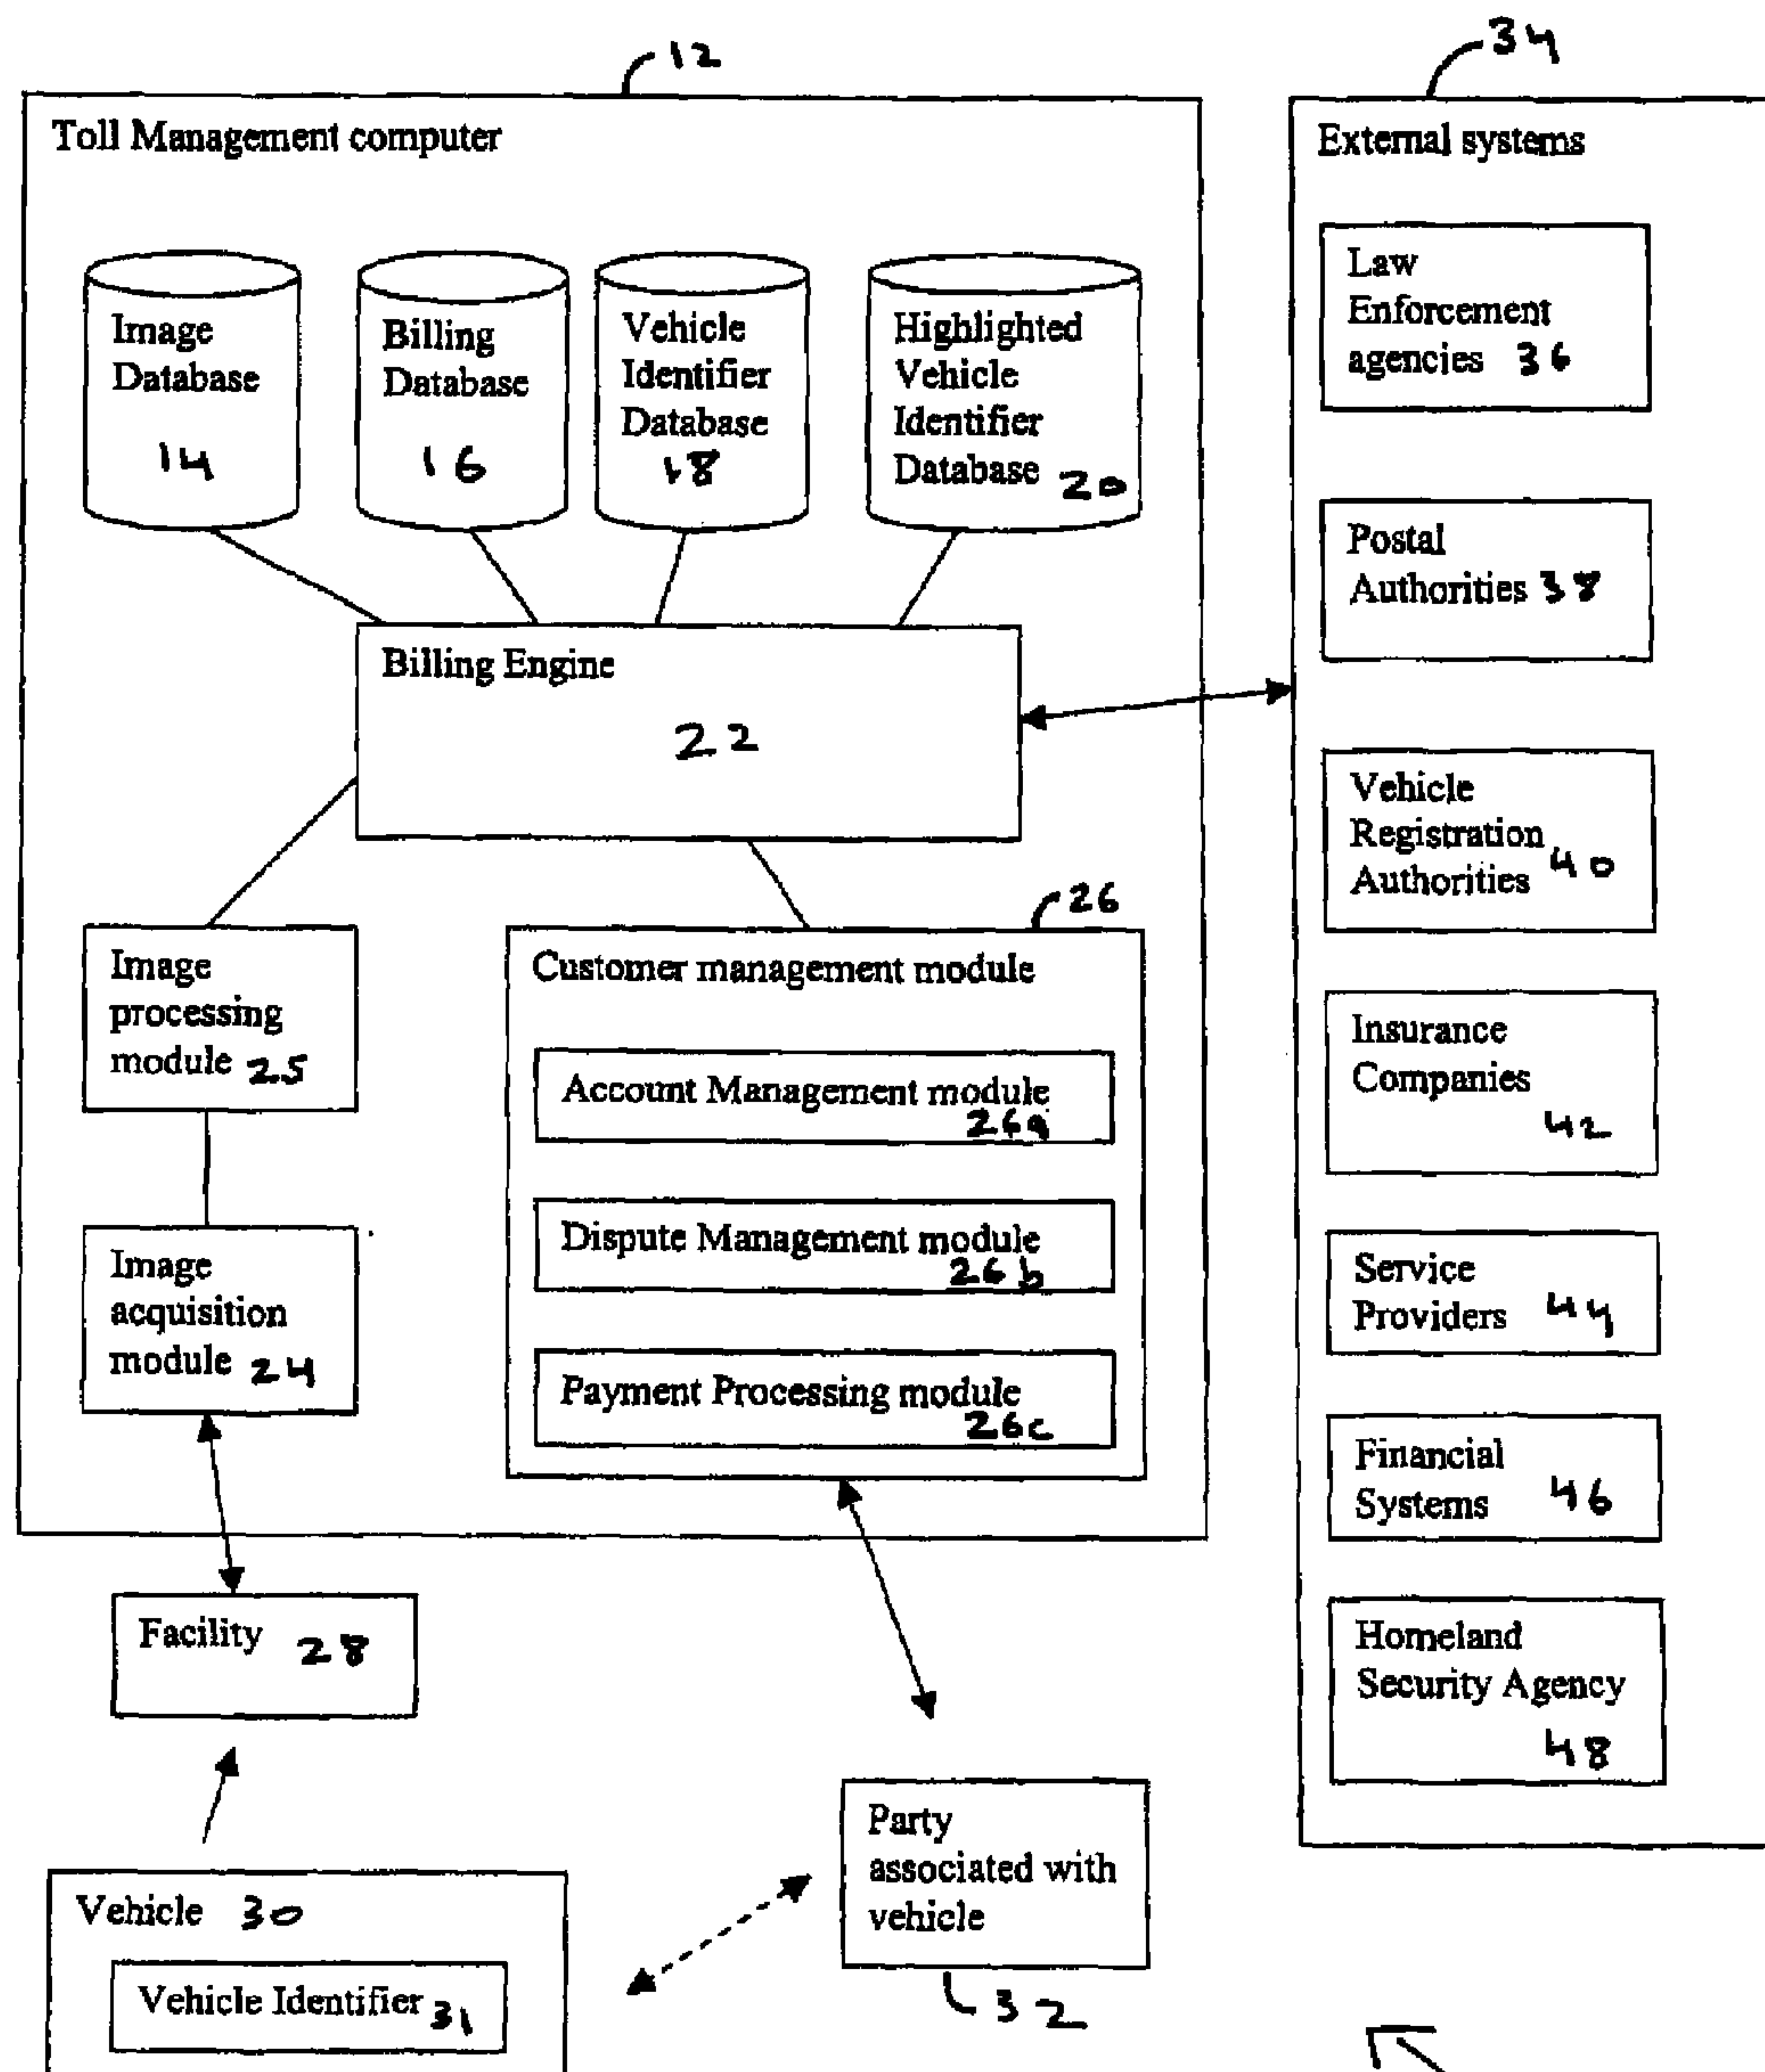 12
34
Toll Management computer
External systems
Image
Database
14
Billing
Database
16
Vehicle
Identifier
Database
18
Highlighted
Vehicle
Identifier
Database 20
Law
Enforcement
agencies 36
Postal
Authorities 38
Billing Engine
22
Vehicle
Registration
Authorities 40
26
Image
processing
module 25
Customer management module
Account Management module
26a
Insurance
Companies
42
Dispute Management module
26b
Image
acquisition
module 24
Service
Providers 44
Payment Processing module
26c
Financial
Systems 46
Facility 28
Homeland
Security Agency
48
Party
associated with
vehicle
32
Vehicle 30
Vehicle Identifier 31